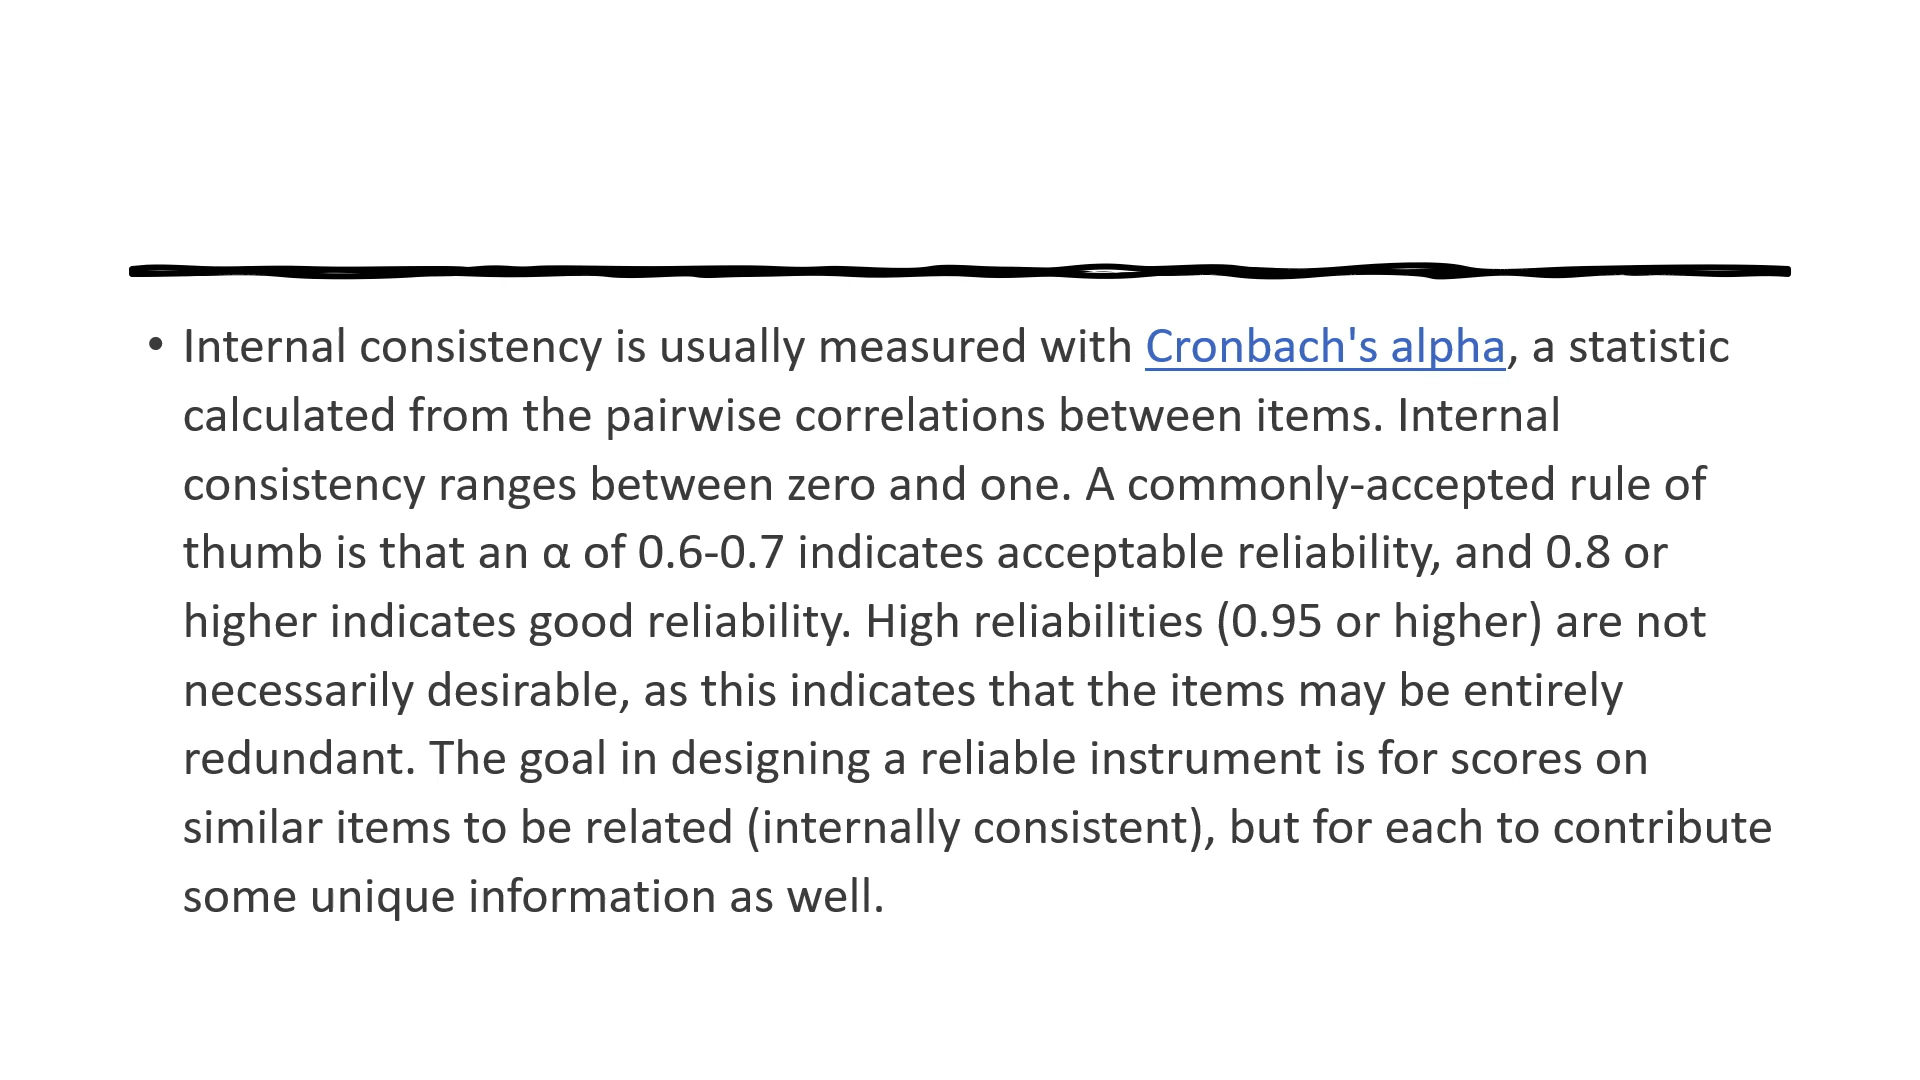 • Internal consistency is usually measured with Cronbach's alpha, a statistic
calculated from the pairwise correlations between items. Internal
consistency ranges between zero and one. A commonly-accepted rule of
thumb is that an α of 0.6-0.7 indicates acceptable reliability, and 0.8 or
higher indicates good reliability. High reliabilities (0.95 or higher) are not
necessarily desirable, as this indicates that the items may be entirely
redundant. The goal in designing a reliable instrument is for scores on
similar items to be related (internally consistent), but for each to contribute
some unique information as well.